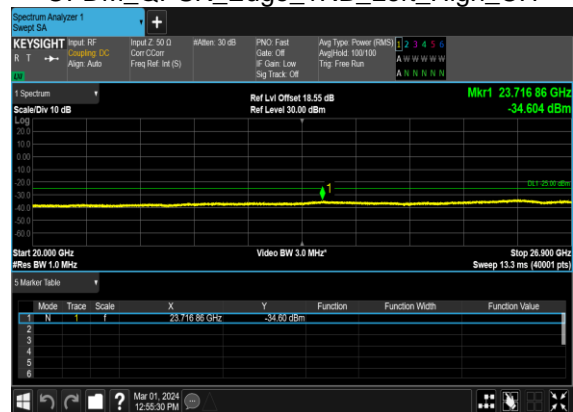 Spectrum Analyzer 1
Swept SA
KEYSIGHT
R T
LV
Input: RF
Coupling: DC
Align: Auto
Input Z: 50 Ω
Corr CCorr
Freq Ref: Int (S)
#Atten: 30 dB
PNO: Fast
Gate: Off
IF Gain: Low
Sig Track: Off
Avg Type: Power (RMS)
Avg|Hold: 100/100
Trig: Free Run
1 2 3 4 5 6
A W W W W W
A N N N N N
1 Spectrum
Scale/Div 10 dB
Log
Ref Lvl Offset 18.55 dB
Ref Level 30.00 dBm
Mkr1 23.716 86 GHz
-34.604 dBm
20.0
10.0
0.00
-10.0
-20.0
-30.0
-40.0
-50.0
-60.0
1
DL1 -25.00 dBm
Start 20.000 GHz
#Res BW 1.0 MHz
Video BW 3.0 MHz*
Stop 26.900 GHz
Sweep 13.3 ms (40001 pts)
5 Marker Table
Mode Trace Scale X Y Function Function Width Function Value
1 N 1 f 23.716 86 GHz -34.60 dBm
2
3
4
5
6
Mar 01, 2024
12:55:30 PM